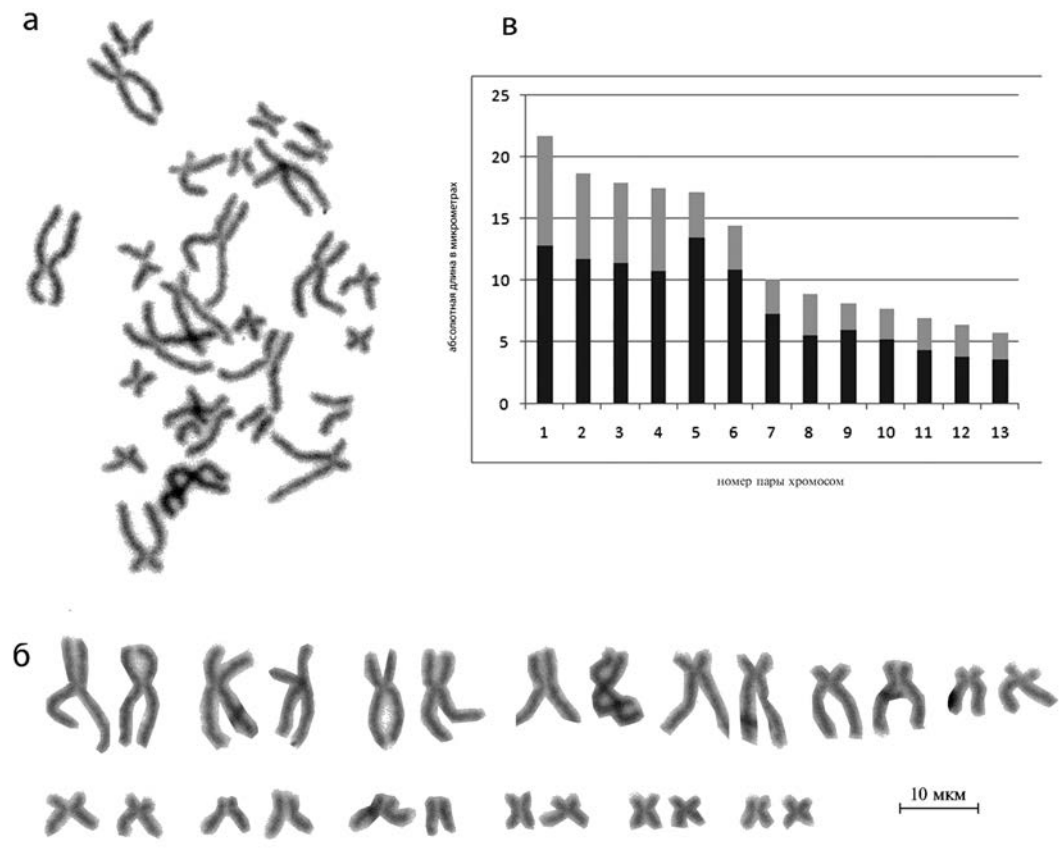 а
в
25
20
15
10
5
0
абсолютная длина в микрометрах
1 2 3 4 5 6 7 8 9 10 11 12 13
номер пары хромосом
б
10 мкм